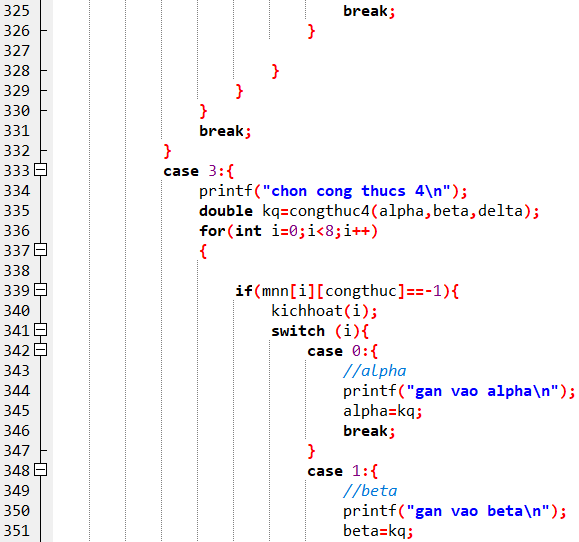 325 break;
326 }
327
328 }
329 }
330 }
331 break;
332 }
333 case 3:{
334 printf("chon cong thucs 4\n");
335 double kq=congthuc4(alpha,beta,delta);
336 for(int i=0;i<8;i++)
337 {
338
339 if(mnn[i][congthuc]==-1){
340 kichhoat(i);
341 switch (i){
342 case 0:{
343 //alpha
344 printf("gan vao alpha\n");
345 alpha=kq;
346 break;
347 }
348 case 1:{
349 //beta
350 printf("gan vao beta\n");
351 beta=kq;